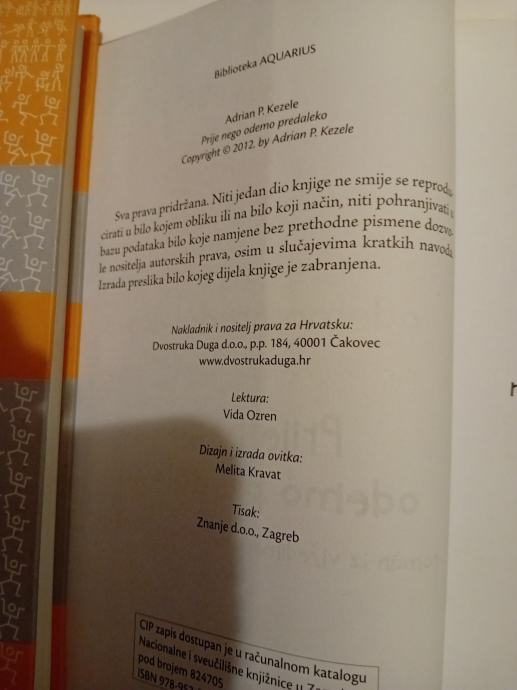 Biblioteka AQUARIUS
Adrian P. Kezele
Prije nego odemo predaleko
Copyright © 2012. by Adrian P. Kezele
Sva prava pridržana. Niti jedan dio knjige ne smije se reprodu
cirati u bilo kojem obliku ili na bilo koji način, niti pohranjivati u
bazu podataka bilo koje namjene bez prethodne pismene dozvo
le nositelja autorskih prava, osim u slučajevima kratkih navoda.
Izrada preslika bilo kojeg dijela knjige je zabranjena.
Nakladnik i nositelj prava za Hrvatsku:
Dvostruka Duga d.o.o., p.p. 184, 40001 Čakovec
www.dvostrukaduga.hr
Lektura:
Vida Ozren
Dizajn i izrada ovitka:
Melita Kravat
Tisak:
Znanje d.o.o., Zagreb
CIP zapis dostupan je u računalnom katalogu
Nacionalne i sveučilišne knjižnice u
pod brojem 824705
ISBN 978-953